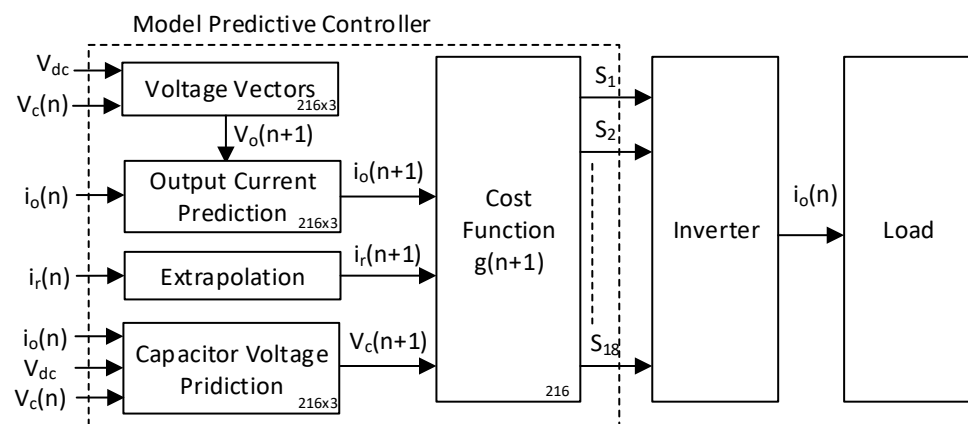 Model Predictive Controller
V_dc
V_c(n)
Voltage Vectors
216x3
V_o(n+1)
i_o(n)
Output Current
Prediction
216x3
i_o(n+1)
i_r(n)
Extrapolation
i_r(n+1)
i_o(n)
V_dc
V_c(n)
Capacitor Voltage
Pridiction
216x3
V_c(n+1)
Cost
Function
g(n+1)
216
S_1
S_2
S_18
Inverter
i_o(n)
Load